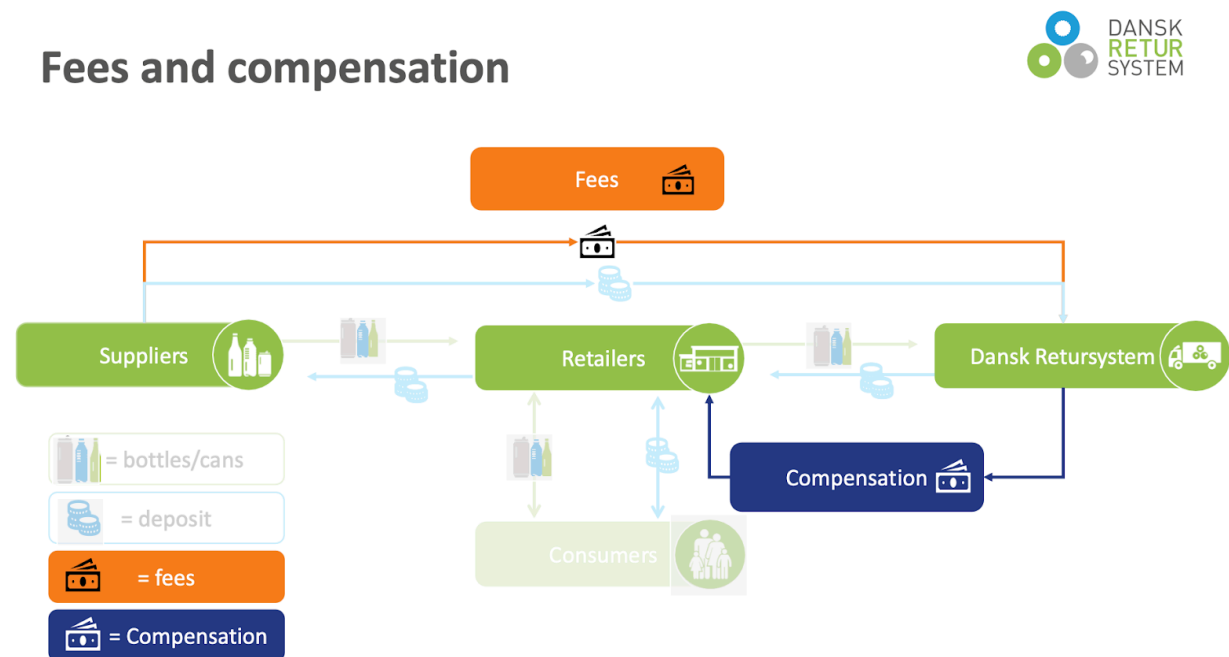 Fees and compensation
DANSK
RETUR
SYSTEM
Fees
Suppliers
Retailers
Dansk Retursystem
Compensation
Consumers
= bottles/cans
= deposit
= fees
= Compensation